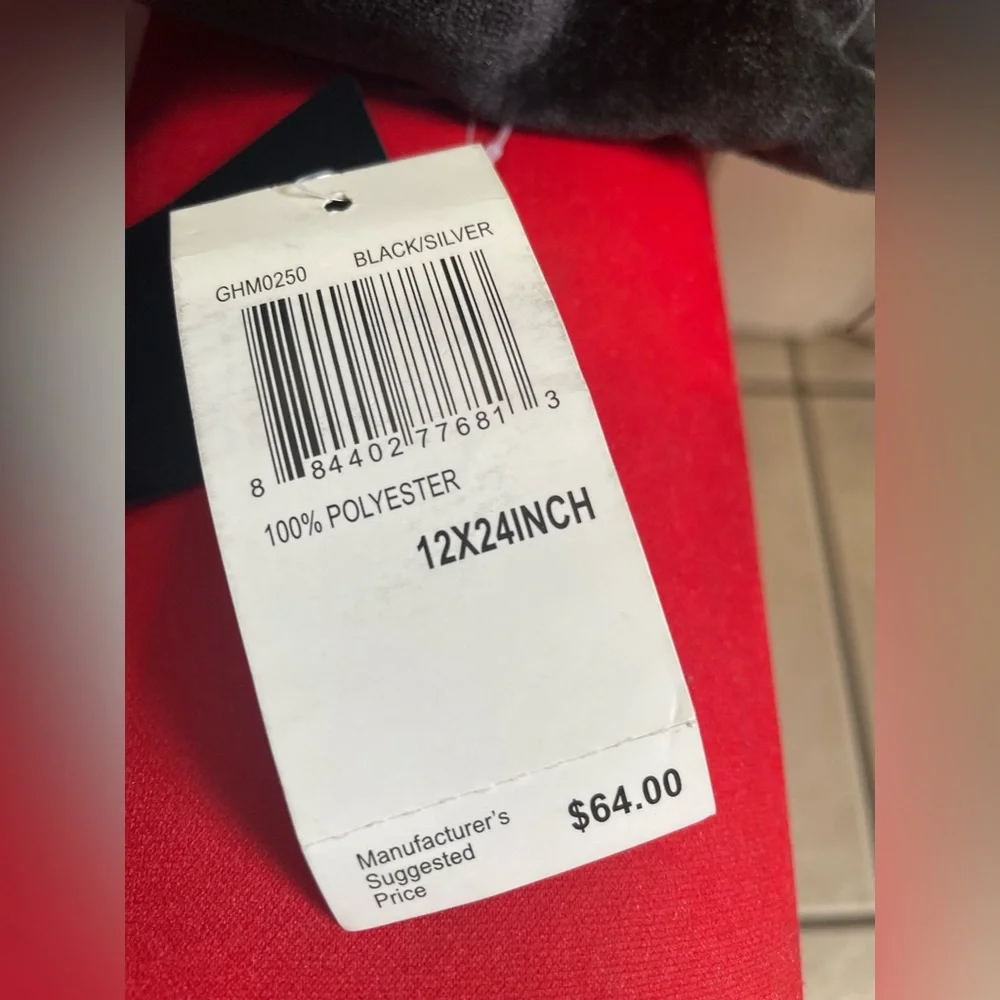 GHM0250 BLACK/SILVER
8 84402 77681 3
100% POLYESTER
12X24INCH
Manufacturer's
Suggested
Price
$64.00